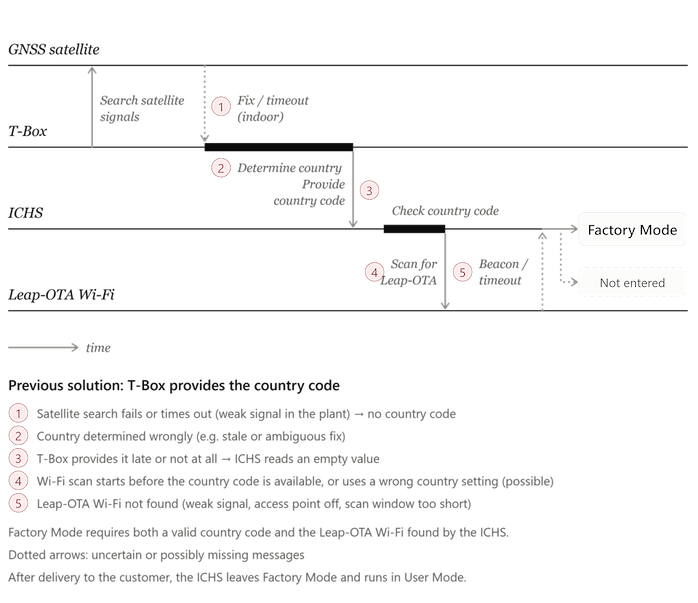 GNSS satellite
Search satellite
signals
1 Fix / timeout
(indoor)
T-Box
2 Determine country
Provide
country code
3
ICHS
Check country code
Factory Mode
4 Scan for
Leap-OTA
5 Beacon /
timeout
Not entered
Leap-OTA Wi-Fi
time
Previous solution: T-Box provides the country code
1 Satellite search fails or times out (weak signal in the plant) → no country code
2 Country determined wrongly (e.g. stale or ambiguous fix)
3 T-Box provides it late or not at all → ICHS reads an empty value
4 Wi-Fi scan starts before the country code is available, or uses a wrong country setting (possible)
5 Leap-OTA Wi-Fi not found (weak signal, access point off, scan window too short)
Factory Mode requires both a valid country code and the Leap-OTA Wi-Fi found by the ICHS.
Dotted arrows: uncertain or possibly missing messages
After delivery to the customer, the ICHS leaves Factory Mode and runs in User Mode.